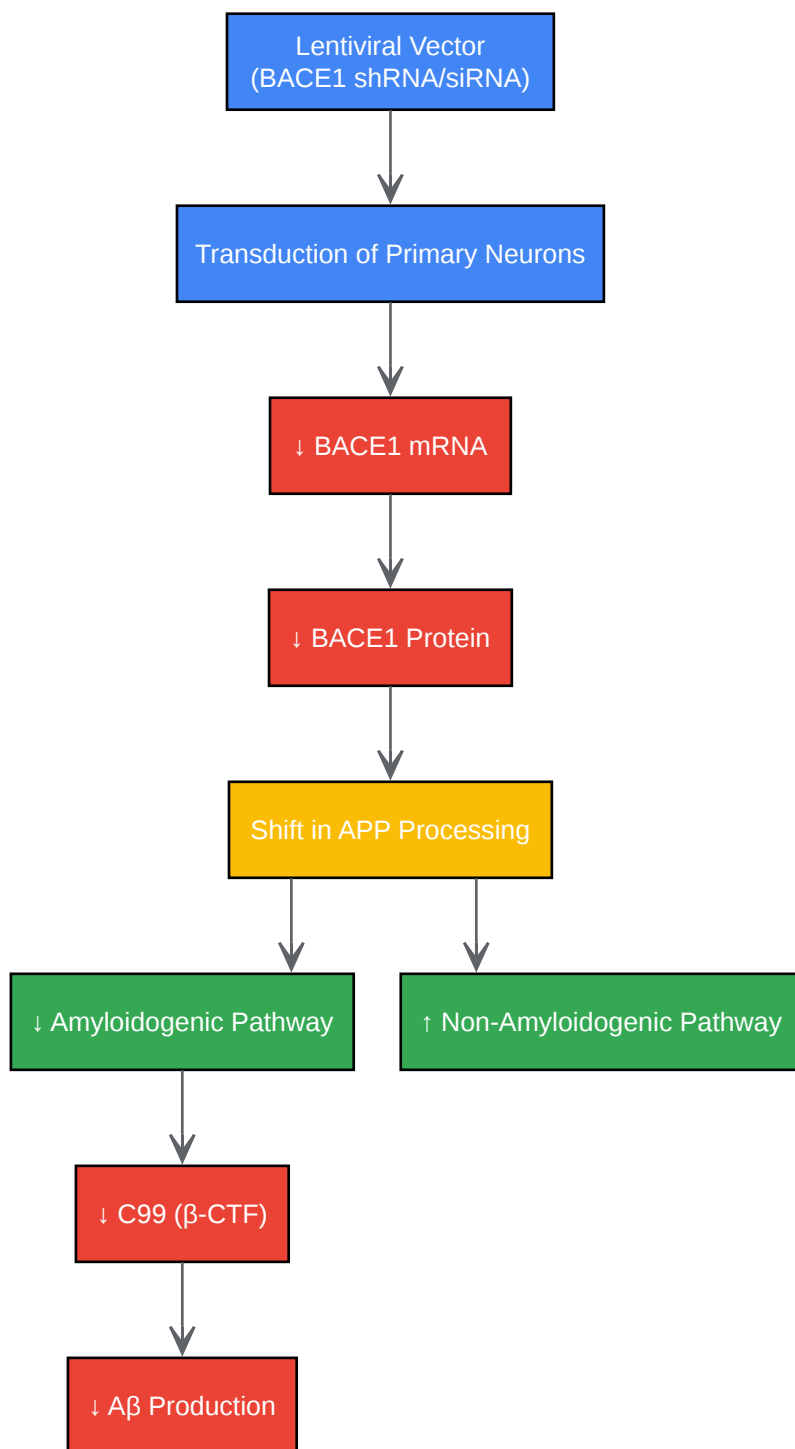 Lentiviral Vector
(BACE1 shRNA/siRNA)
Transduction of Primary Neurons
↓ BACE1 mRNA
↓ BACE1 Protein
Shift in APP Processing
↓ Amyloidogenic Pathway
↑ Non-Amyloidogenic Pathway
↓ C99 (β-CTF)
↓ Aβ Production